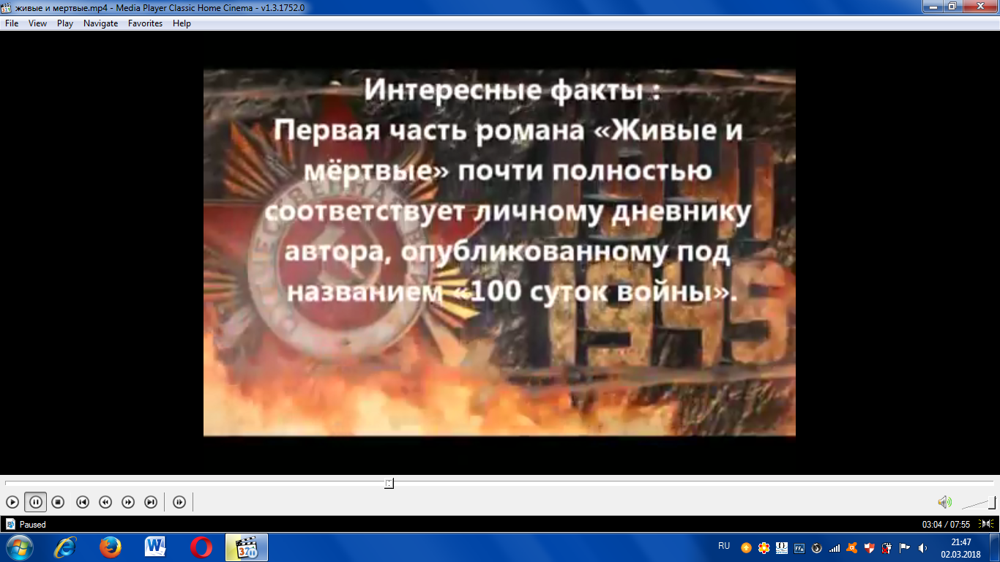 живые и мертвые.mp4 - Media Player Classic Home Cinema - v1.3.1752.0
File View Play Navigate Favorites Help
Интересные факты :
Первая часть романа «Живые и
мёртвые» почти полностью
соответствует личному дневнику
автора, опубликованному под
названием «100 суток войны».
1941
1945
Paused
03:04 / 07:55
RU
21:47
02.03.2018